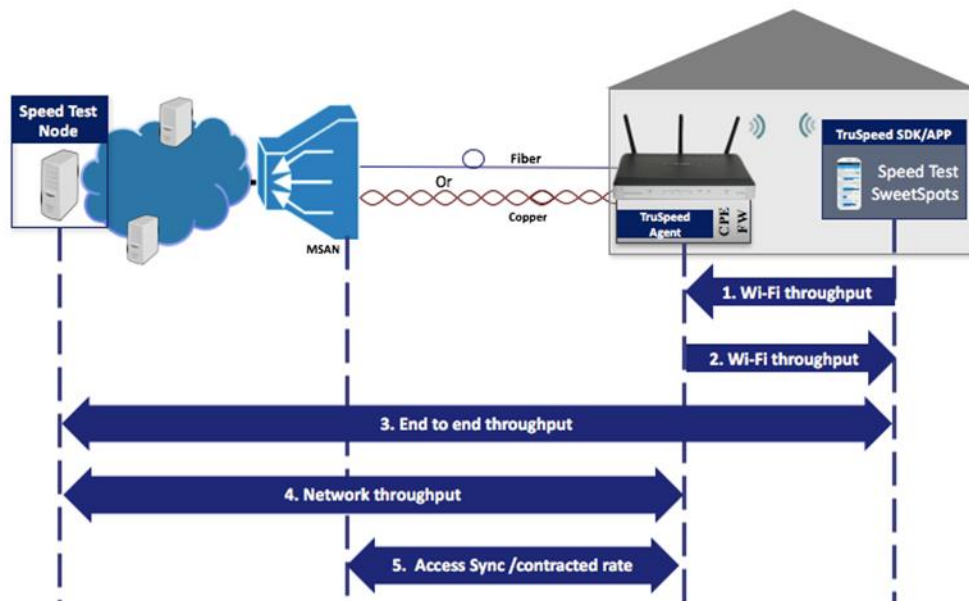 Speed Test
Node
MSAN
Fiber
Or
Copper
TruSpeed
Agent
CPE
FW
TruSpeed SDK/APP
Speed Test
SweetSpots
1. Wi-Fi throughput
2. Wi-Fi throughput
3. End to end throughput
4. Network throughput
5. Access Sync /contracted rate